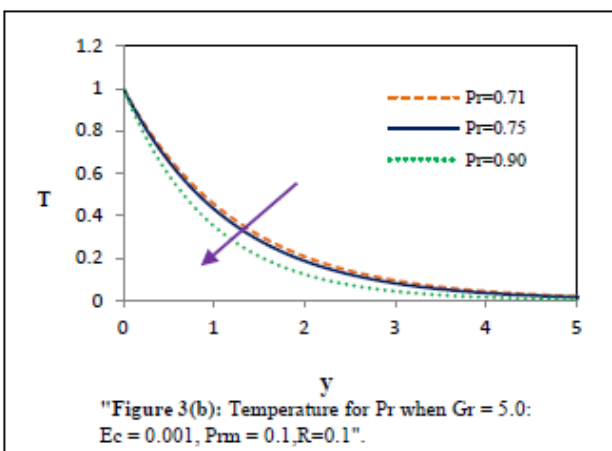 1.2
1
0.8
0.6
0.4
0.2
0
T
Pr=0.71
Pr=0.75
Pr=0.90
0 1 2 3 4 5
y
"Figure 3(b): Temperature for Pr when Gr = 5.0:
Ec = 0.001, Prm = 0.1,R=0.1".